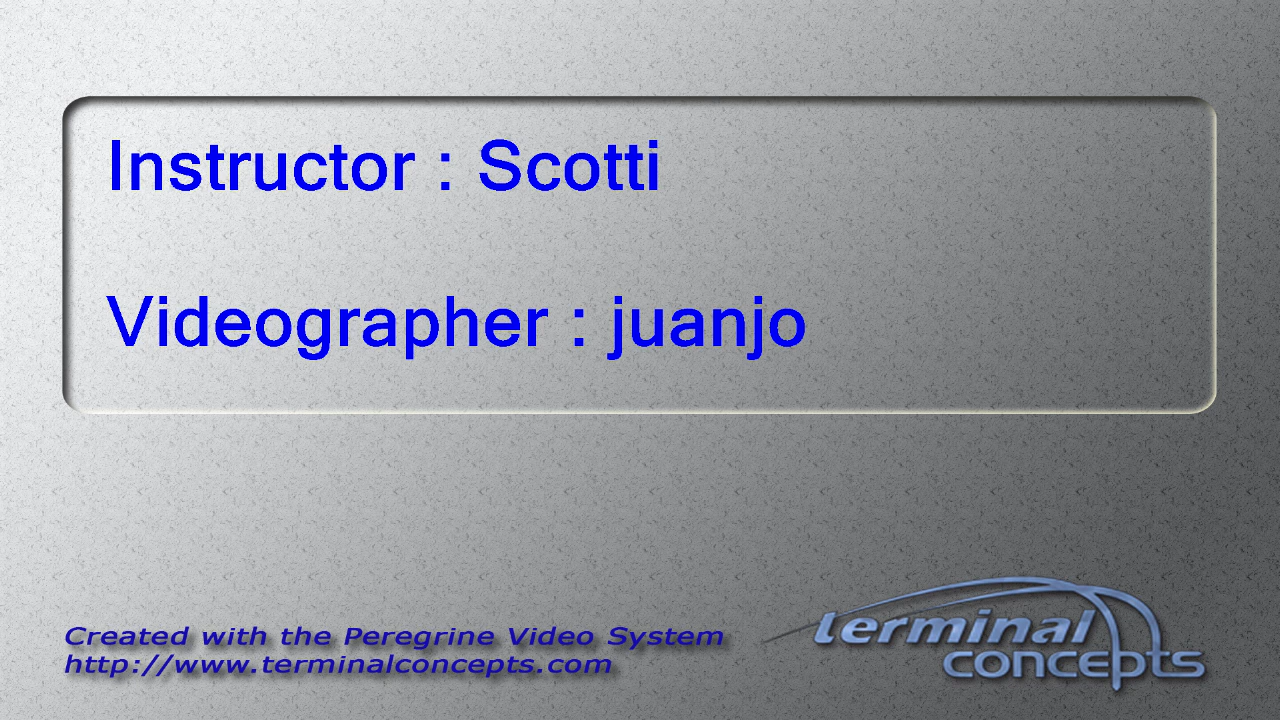 Instructor : Scotti
Videographer : juanjo
Created with the Peregrine Video System
http://www.terminalconcepts.com
terminal
concepts